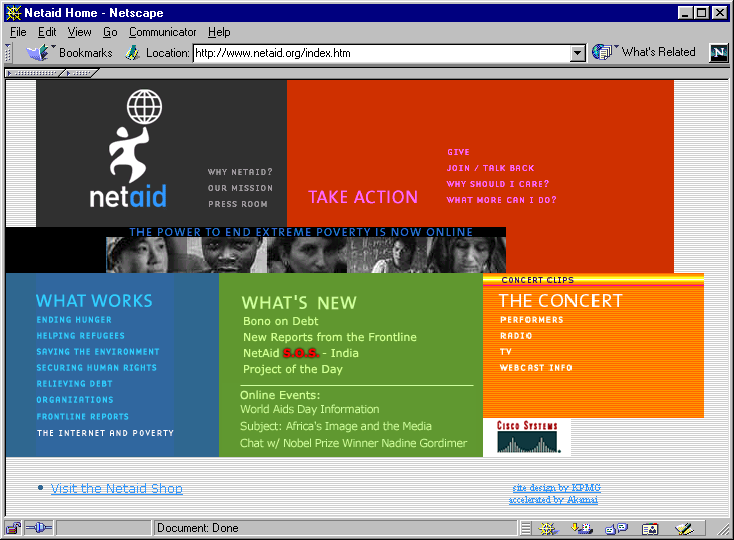 Netaid Home - Netscape
File Edit View Go Communicator Help
Bookmarks Location: http://www.netaid.org/index.htm What's Related N
netaid
WHY NETAID?
OUR MISSION
PRESS ROOM
TAKE ACTION
GIVE
JOIN / TALK BACK
WHY SHOULD I CARE?
WHAT MORE CAN I DO?
THE POWER TO END EXTREME POVERTY IS NOW ONLINE
WHAT WORKS
ENDING HUNGER
HELPING REFUGEES
SAVING THE ENVIRONMENT
SECURING HUMAN RIGHTS
RELIEVING DEBT
ORGANIZATIONS
FRONTLINE REPORTS
THE INTERNET AND POVERTY
WHAT'S NEW
Bono on Debt
New Reports from the Frontline
NetAid S.O.S. - India
Project of the Day
Online Events:
World Aids Day Information
Subject: Africa's Image and the Media
Chat w/ Nobel Prize Winner Nadine Gordimer
CONCERT CLIPS
THE CONCERT
PERFORMERS
RADIO
TV
WEBCAST INFO
CISCO SYSTEMS
Visit the Netaid Shop
site design by KPMG
accelerated by Akamai
Document: Done